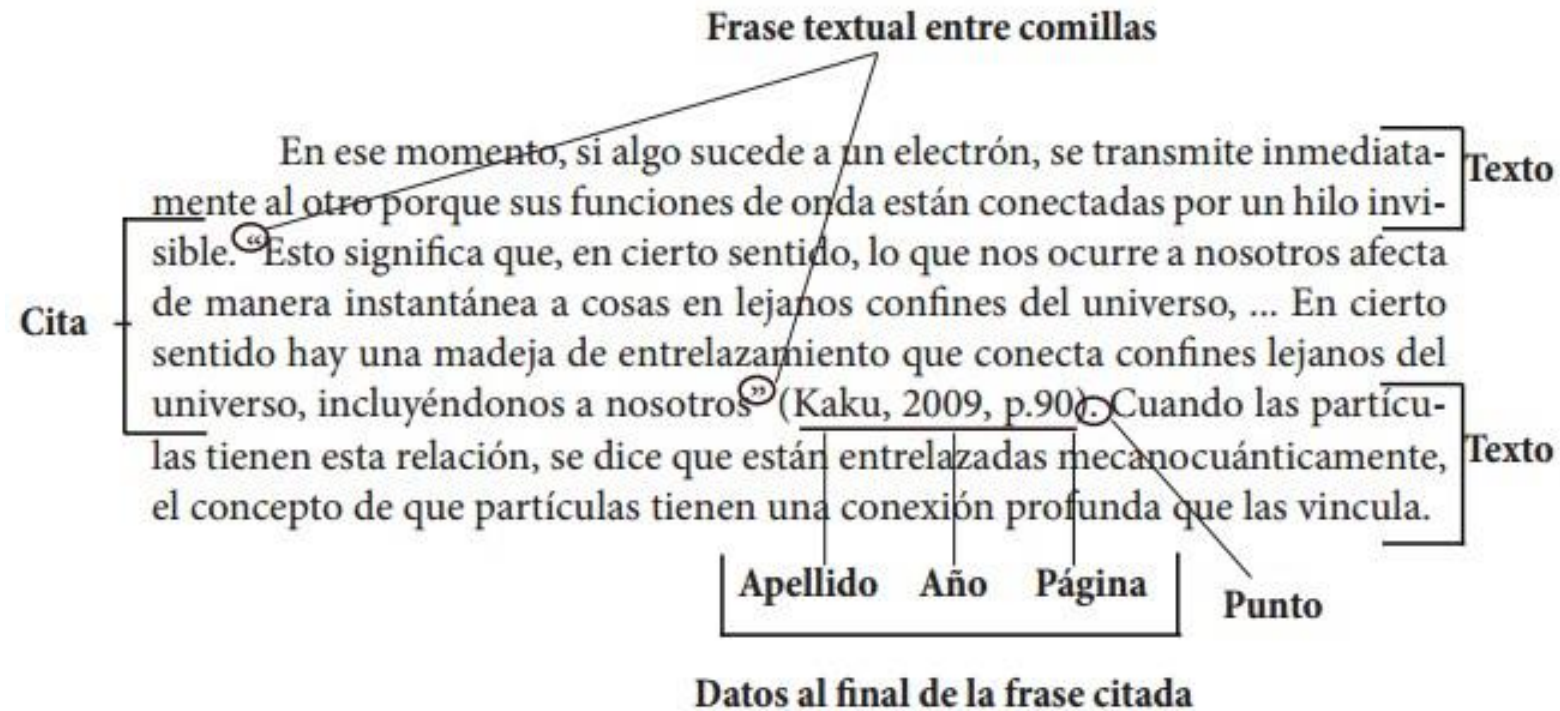 Frase textual entre comillas
En ese momento, si algo sucede a un electrón, se transmite inmediata-
mente al otro porque sus funciones de onda están conectadas por un hilo invi-
sible. “Esto significa que, en cierto sentido, lo que nos ocurre a nosotros afecta
de manera instantánea a cosas en lejanos confines del universo, ... En cierto
sentido hay una madeja de entrelazamiento que conecta confines lejanos del
universo, incluyéndonos a nosotros” (Kaku, 2009, p.90). Cuando las partícu-
las tienen esta relación, se dice que están entrelazadas mecanocuánticamente,
el concepto de que partículas tienen una conexión profunda que las vincula.
Texto
Cita
Texto
Apellido Año Página
Punto
Datos al final de la frase citada